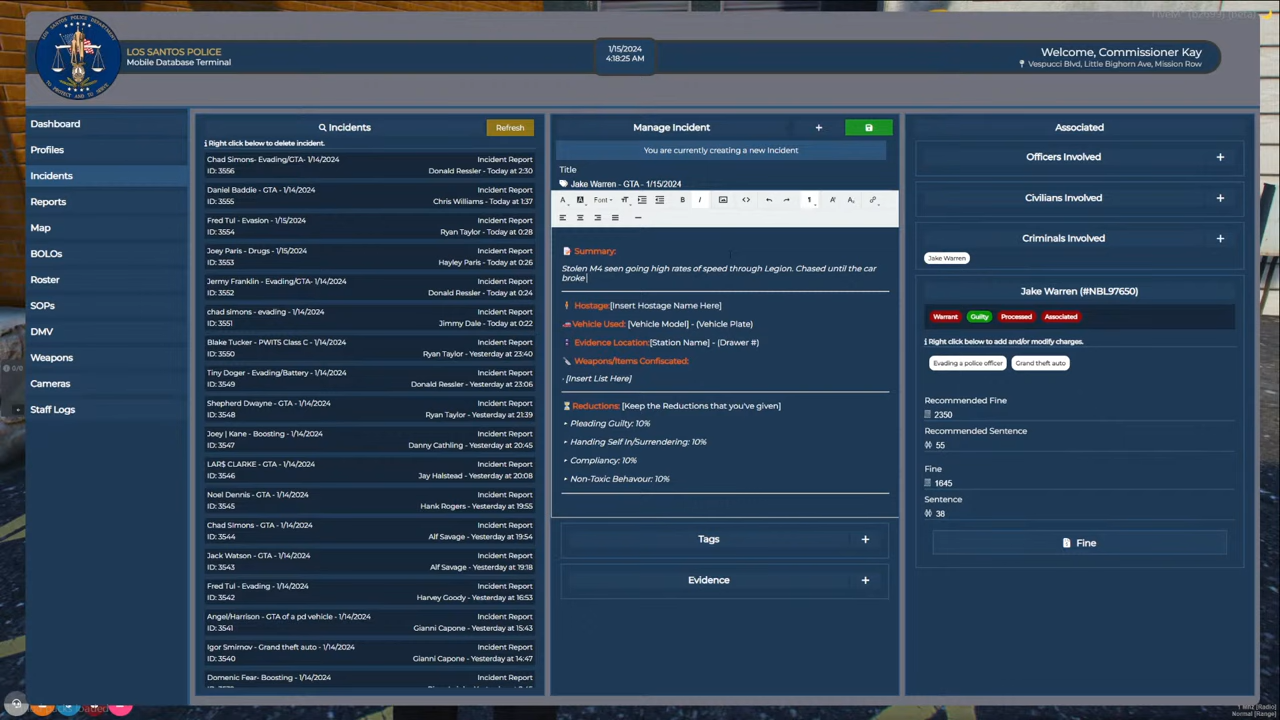 LOS SANTOS POLICE
Mobile Database Terminal
1/15/2024
4:18:25 AM
Welcome, Commissioner Kay
Vespucci Blvd, Little Bighorn Ave, Mission Row
Dashboard
Profiles
Incidents
Reports
Map
BOLOs
Roster
SOPs
DMV
Weapons
Cameras
Staff Logs
Incidents
Refresh
Right click below to delete incident.
Chad Simons- Evading/GTA- 1/14/2024
Incident Report
ID: 3556
Donald Ressler - Today at 2:30
Daniel Baddie - GTA - 1/14/2024
Incident Report
ID: 3555
Chris Williams - Today at 1:37
Fred Tul - Evasion - 1/15/2024
Incident Report
ID: 3554
Ryan Taylor - Today at 0:28
Joey Paris - Drugs - 1/15/2024
Incident Report
ID: 3553
Hayley Paris - Today at 0:26
Jermy Franklin - Evading/GTA - 1/14/2024
Incident Report
ID: 3552
Donald Ressler - Today at 0:24
chad simons - evading - 1/14/2024
Incident Report
ID: 3551
Jimmy Dale - Today at 0:22
Blake Tucker - PWITS Class C - 1/14/2024
Incident Report
ID: 3550
Ryan Taylor - Yesterday at 23:40
Tiny Doger - Evading/Battery - 1/14/2024
Incident Report
ID: 3549
Donald Ressler - Yesterday at 23:06
Shepherd Dwayne - GTA - 1/14/2024
Incident Report
ID: 3548
Ryan Taylor - Yesterday at 21:39
Joey | Kane - Boosting - 1/14/2024
Incident Report
ID: 3547
Danny Cathling - Yesterday at 20:45
LAR$ CLARKE - GTA - 1/14/2024
Incident Report
ID: 3546
Jay Halstead - Yesterday at 20:08
Noel Dennis - GTA - 1/14/2024
Incident Report
ID: 3545
Hank Rogers - Yesterday at 19:55
Chad SImons - GTA - 1/14/2024
Incident Report
ID: 3544
Alf Savage - Yesterday at 19:54
Jack Watson - GTA - 1/14/2024
Incident Report
ID: 3543
Alf Savage - Yesterday at 19:18
Fred Tul - Evading - 1/14/2024
Incident Report
ID: 3542
Harvey Goody - Yesterday at 16:53
Angel/Harrison - GTA of a pd vehicle - 1/14/2024
Incident Report
ID: 3541
Gianni Capone - Yesterday at 15:43
Igor Smirnov - Grand theft auto - 1/14/2024
Incident Report
ID: 3540
Gianni Capone - Yesterday at 14:47
Domenic Fear- Boosting - 1/14/2024
Incident Report
Manage Incident
You are currently creating a new Incident
Title
Jake Warren - GTA - 1/15/2024
Font
Summary:
Stolen M4 seen going high rates of speed through Legion. Chased until the car
broke
Hostage:[Insert Hostage Name Here]
Vehicle Used: [Vehicle Model] - (Vehicle Plate)
Evidence Location:[Station Name] - (Drawer #)
Weapons/Items Confiscated:
· [Insert List Here]
Reductions: [Keep the Reductions that you've given]
‣ Pleading Guilty: 10%
‣ Handing Self In/Surrendering: 10%
‣ Compliancy: 10%
‣ Non-Toxic Behavour: 10%
Tags
Evidence
Associated
Officers Involved
Civilians Involved
Criminals Involved
Jake Warren
Jake Warren (#NBL97650)
Warrant
Guilty
Processed
Associated
Right click below to add and/or modify charges.
Evading a police officer
Grand theft auto
Recommended Fine
2350
Recommended Sentence
55
Fine
1645
Sentence
38
Fine